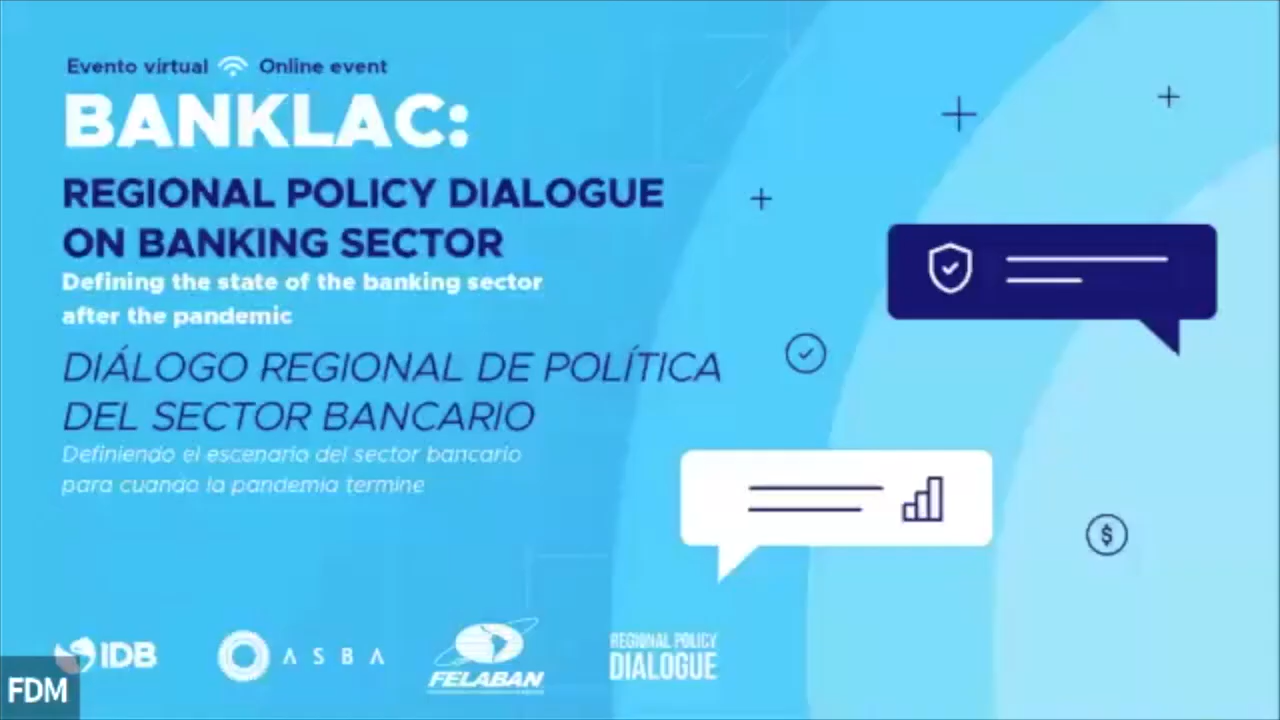 Evento virtual Online event
BANKLAC:
REGIONAL POLICY DIALOGUE
ON BANKING SECTOR
Defining the state of the banking sector
after the pandemic
DIÁLOGO REGIONAL DE POLÍTICA
DEL SECTOR BANCARIO
Definiendo el escenario del sector bancario
para cuando la pandemia termine
$
IDB
ASBA
FELABAN
REGIONAL POLICY
DIALOGUE
FDM